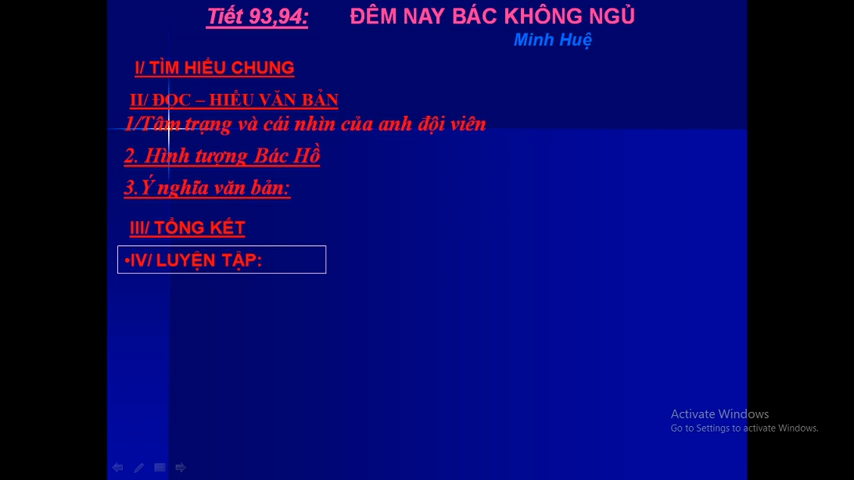 Tiết 93,94: ĐÊM NAY BÁC KHÔNG NGỦ
Minh Huệ
I/ TÌM HIỂU CHUNG
II/ ĐỌC – HIỂU VĂN BẢN
1/Tâm trạng và cái nhìn của anh đội viên
2. Hình tượng Bác Hồ
3.Ý nghĩa văn bản:
III/ TỔNG KẾT
•IV/ LUYỆN TẬP:
Activate Windows
Go to Settings to activate Windows.